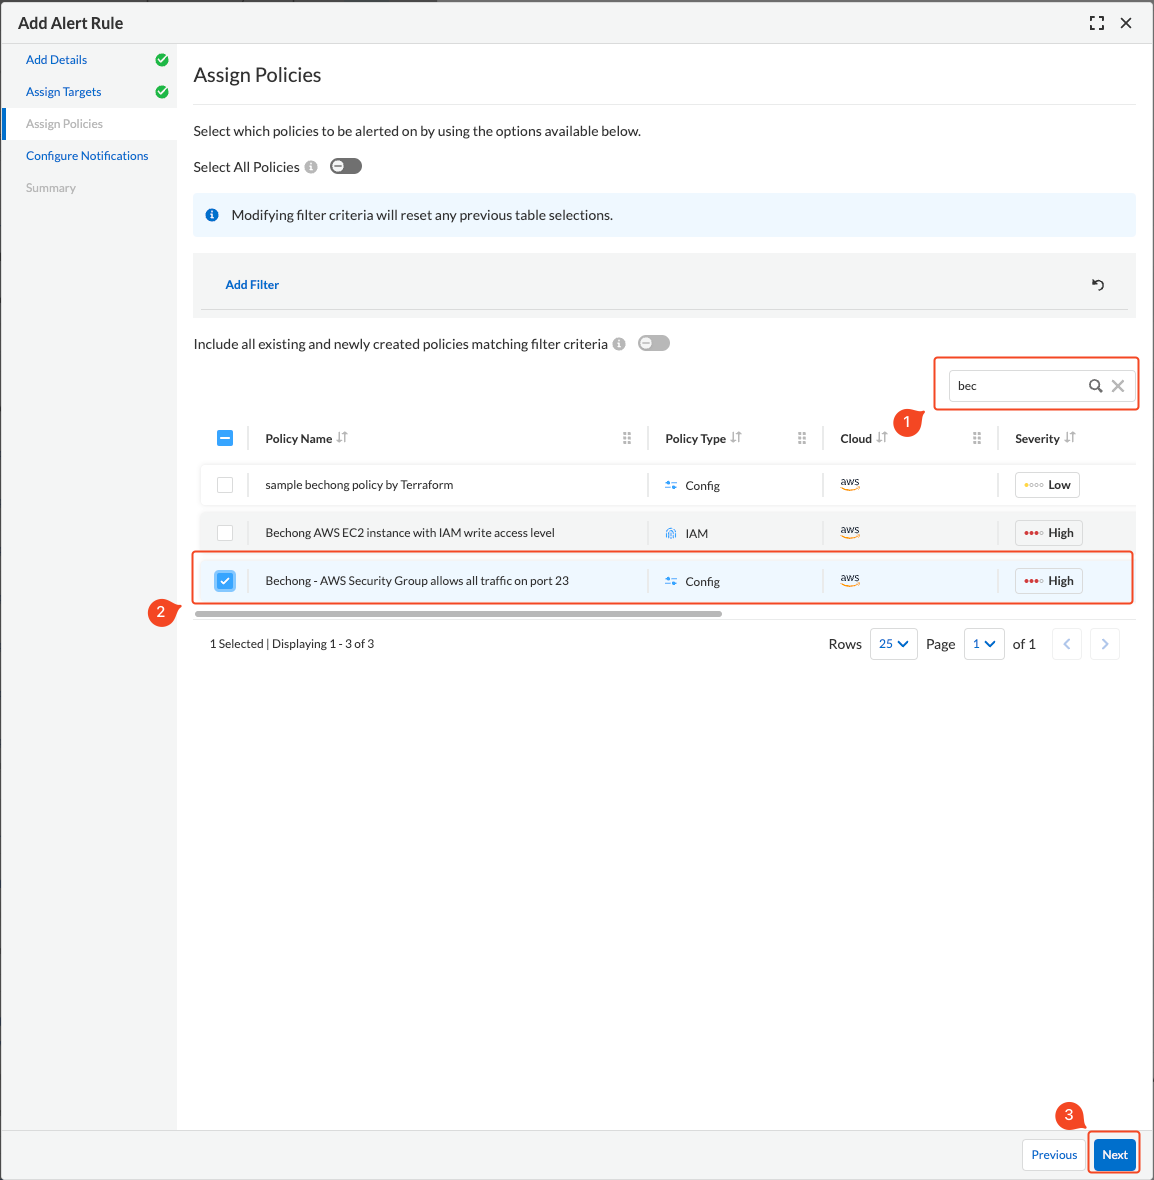 Add Alert Rule
Add Details
Assign Targets
Assign Policies
Configure Notifications
Summary
Assign Policies
Select which policies to be alerted on by using the options available below.
Select All Policies
Modifying filter criteria will reset any previous table selections.
Add Filter
Include all existing and newly created policies matching filter criteria
bec
1
Policy Name Policy Type Cloud Severity
sample bechong policy by Terraform Config aws Low
Bechong AWS EC2 instance with IAM write access level IAM aws High
Bechong - AWS Security Group allows all traffic on port 23 Config aws High
2
1 Selected | Displaying 1 - 3 of 3 Rows 25 Page 1 of 1
3
Previous Next